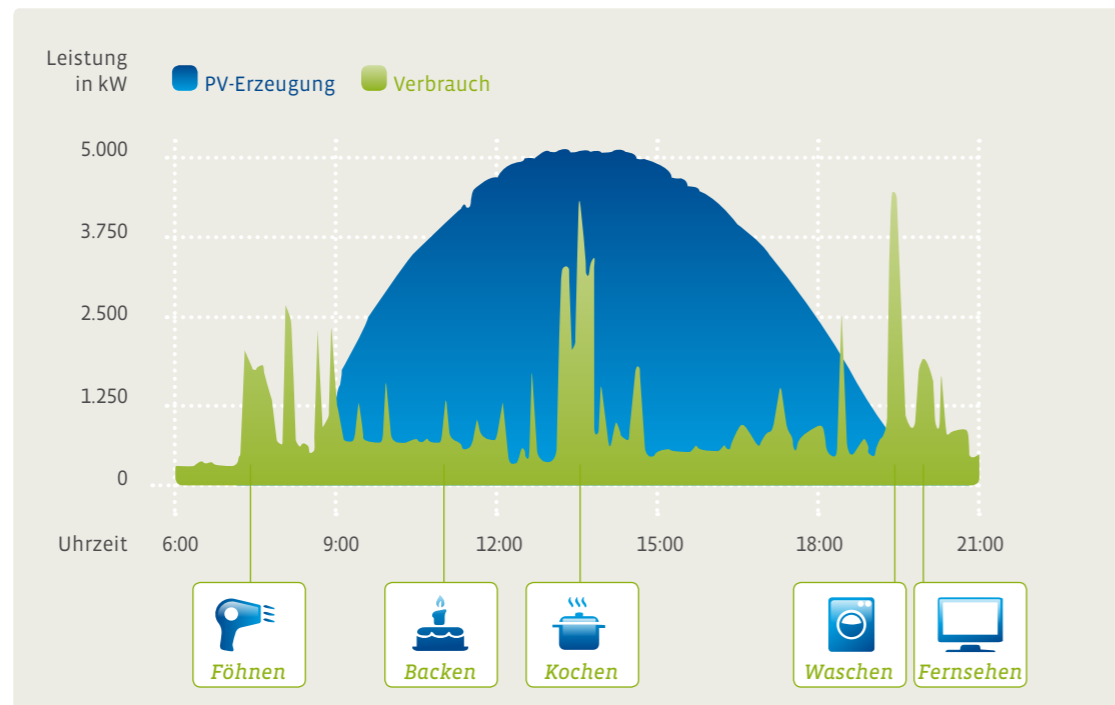 Leistung
in kW
PV-Erzeugung
Verbrauch
5.000
3.750
2.500
1.250
0
Uhrzeit
6:00
9:00
12:00
15:00
18:00
21:00
Föhnen
Backen
Kochen
Waschen
Fernsehen